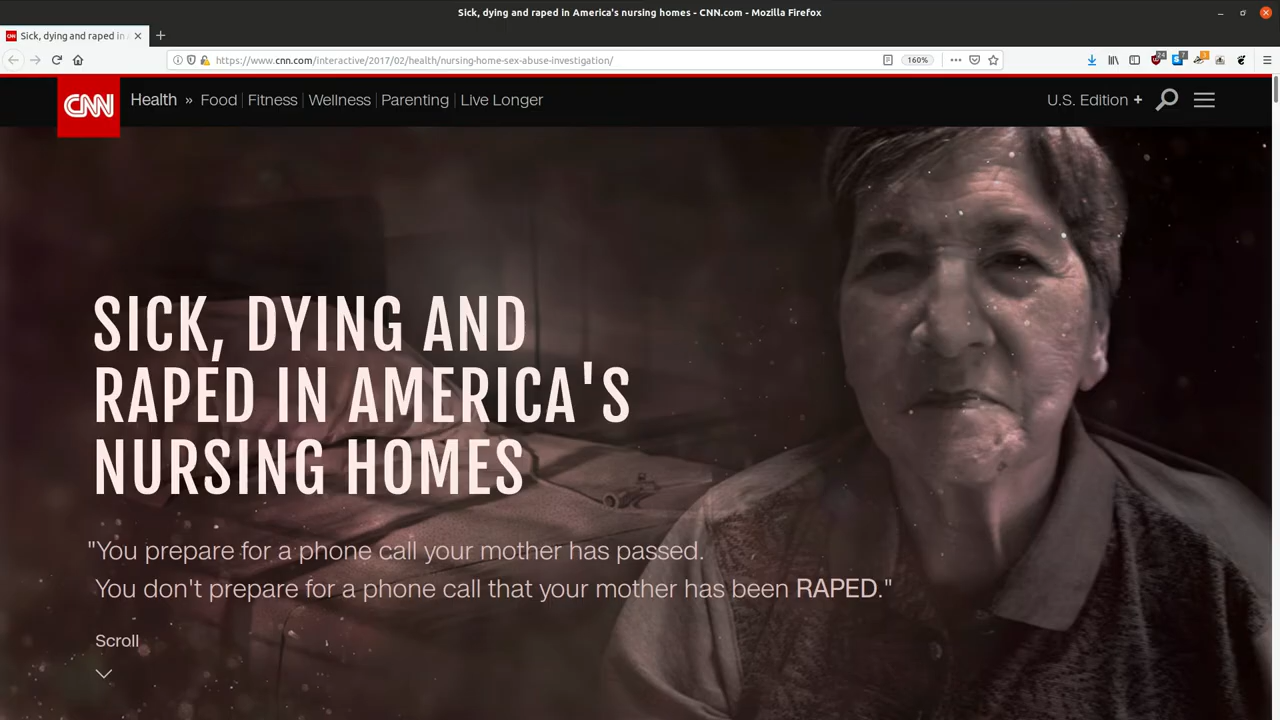 Sick, dying and raped in America's nursing homes - CNN.com - Mozilla Firefox
Sick, dying and raped in
https://www.cnn.com/interactive/2017/02/health/nursing-home-sex-abuse-investigation/
160%
24
7
CNN
Health » Food Fitness Wellness Parenting Live Longer
U.S. Edition +
SICK, DYING AND
RAPED IN AMERICA'S
NURSING HOMES
"You prepare for a phone call your mother has passed.
You don't prepare for a phone call that your mother has been RAPED."
Scroll